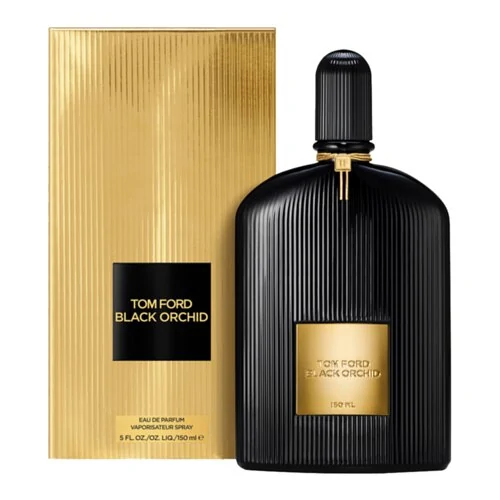 TOM FORD
BLACK ORCHID
EAU DE PARFUM
VAPORISATEUR SPRAY
5 FL. OZ./OZ. LIQ./150 ml ℮
TOM FORD
BLACK ORCHID
150 ML